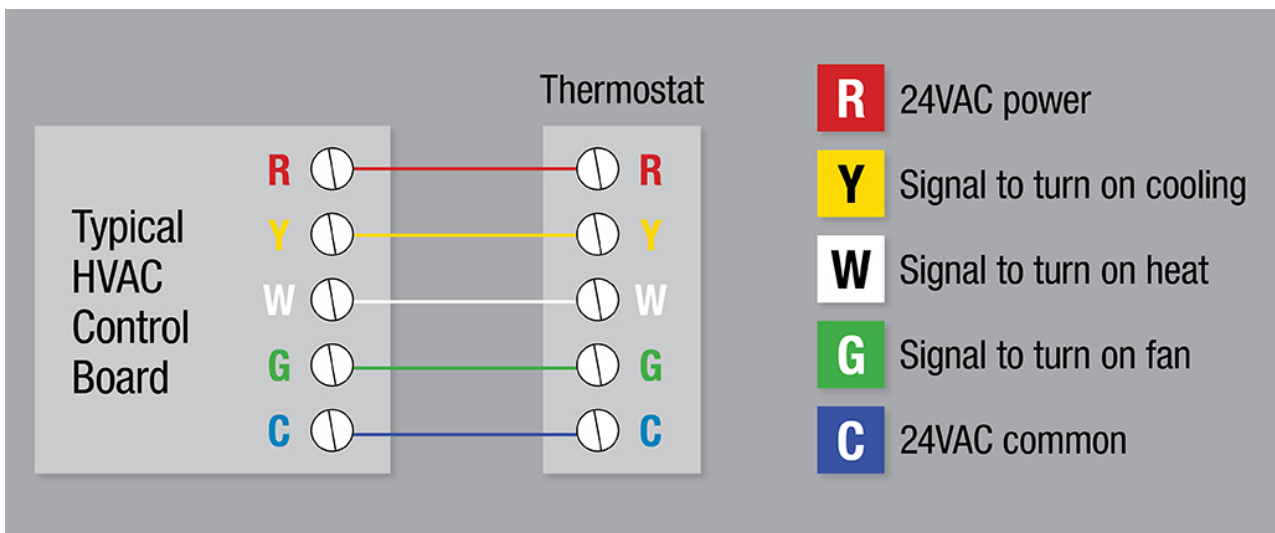 Thermostat
Typical
HVAC
Control
Board
R R
Y Y
W W
G G
C C
R 24VAC power
Y Signal to turn on cooling
W Signal to turn on heat
G Signal to turn on fan
C 24VAC common